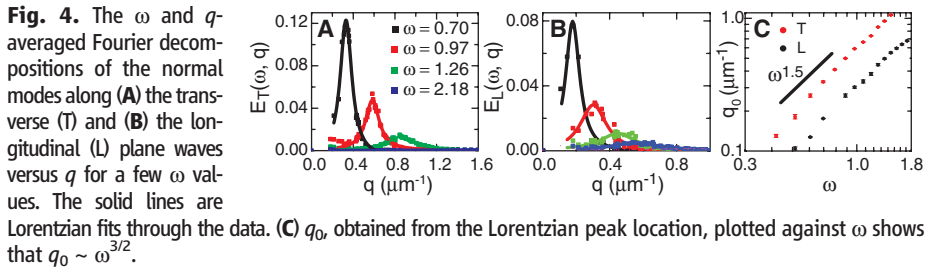 Fig. 4. The ω and q-
averaged Fourier decom-
positions of the normal
modes along (A) the trans-
verse (T) and (B) the lon-
gitudinal (L) plane waves
versus q for a few ω val-
ues. The solid lines are
Lorentzian fits through the data. (C) q₀, obtained from the Lorentzian peak location, plotted against ω shows
that q₀ ~ ω³/².
A
E_T(ω, q)
0.12
0.08
0.04
0.0
0.4
0.8
1.2
1.6
q (μm⁻¹)
ω = 0.70
ω = 0.97
ω = 1.26
ω = 2.18
B
E_L(ω, q)
0.08
0.04
0.00
0.0
0.4
0.8
q (μm⁻¹)
C
q₀ (μm⁻¹)
1.0
0.1
T
L
ω¹·⁵
0.3
1.0
1.8
ω